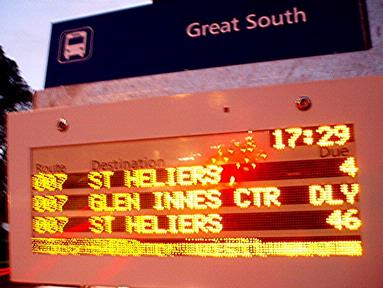 Great South
17:29
Route Destination Due
007 ST HELIERS 4
007 GLEN INNES CTR DLY
007 ST HELIERS 46